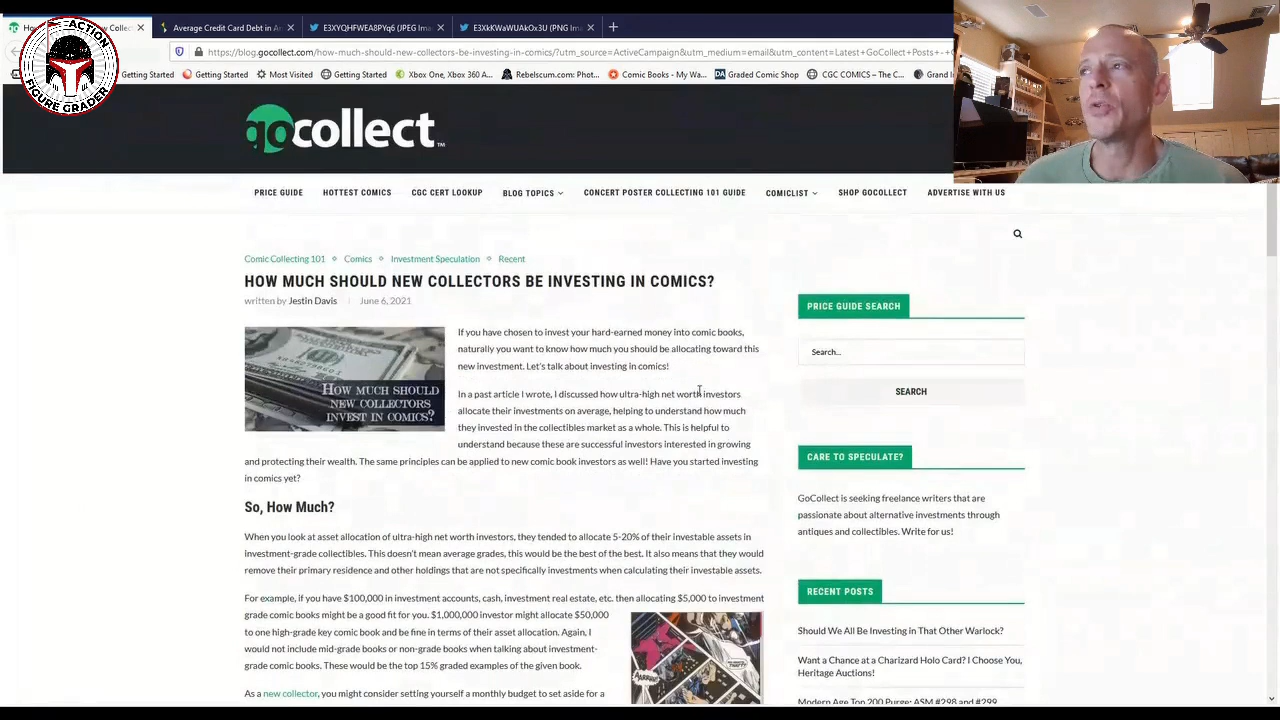 Average Credit Card Debt in Am
E3XYQHFWEA8PYq6 (JPEG Ima
E3XkKWaWUAkOx3U (PNG Imag
ACTION
FIGURE GRADER
https://blog.gocollect.com/how-much-should-new-collectors-be-investing-in-comics/?utm_source=ActiveCampaign&utm_medium=email&utm_content=Latest+GoCollect+Posts+-+
Getting Started
Getting Started
Most Visited
Getting Started
Xbox One, Xbox 360 A...
Rebelscum.com: Phot...
Comic Books - My Wa...
DA Graded Comic Shop
CGC COMICS – The C...
Grand
gocollect™
PRICE GUIDE
HOTTEST COMICS
CGC CERT LOOKUP
BLOG TOPICS
CONCERT POSTER COLLECTING 101 GUIDE
COMICLIST
SHOP GOCOLLECT
ADVERTISE WITH US
Comic Collecting 101
Comics
Investment Speculation
Recent
HOW MUCH SHOULD NEW COLLECTORS BE INVESTING IN COMICS?
written by Jestin Davis
June 6, 2021
HOW MUCH SHOULD
NEW COLLECTORS
INVEST IN COMICS?
If you have chosen to invest your hard-earned money into comic books,
naturally you want to know how much you should be allocating toward this
new investment. Let's talk about investing in comics!
In a past article I wrote, I discussed how ultra-high net worth investors
allocate their investments on average, helping to understand how much
they invested in the collectibles market as a whole. This is helpful to
understand because these are successful investors interested in growing
and protecting their wealth. The same principles can be applied to new comic book investors as well! Have you started investing
in comics yet?
So, How Much?
When you look at asset allocation of ultra-high net worth investors, they tended to allocate 5-20% of their investable assets in
investment-grade collectibles. This doesn't mean average grades, this would be the best of the best. It also means that they would
remove their primary residence and other holdings that are not specifically investments when calculating their investable assets.
For example, if you have $100,000 in investment accounts, cash, investment real estate, etc. then allocating $5,000 to investment
grade comic books might be a good fit for you. $1,000,000 investor might allocate $50,000
to one high-grade key comic book and be fine in terms of their asset allocation. Again, I
would not include mid-grade books or non-grade books when talking about investment-
grade comic books. These would be the top 15% graded examples of the given book.
As a new collector, you might consider setting yourself a monthly budget to set aside for a
PRICE GUIDE SEARCH
Search...
SEARCH
CARE TO SPECULATE?
GoCollect is seeking freelance writers that are
passionate about alternative investments through
antiques and collectibles. Write for us!
RECENT POSTS
Should We All Be Investing in That Other Warlock?
Want a Chance at a Charizard Holo Card? I Choose You,
Heritage Auctions!
Modern Age Top 200 Purge: ASM #298 and #299